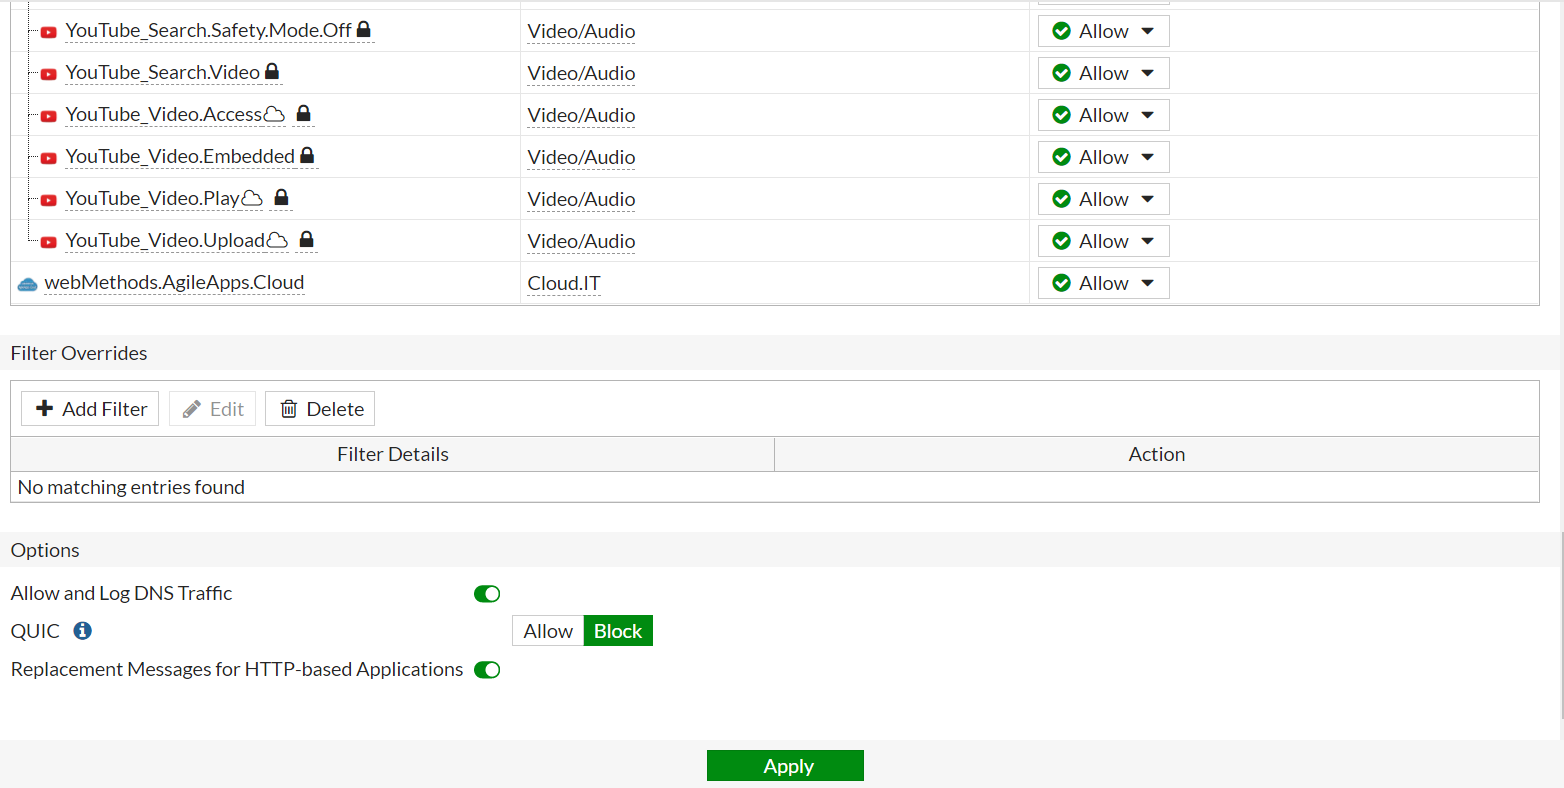 YouTube_Search.Safety.Mode.Off Video/Audio Allow
YouTube_Search.Video Video/Audio Allow
YouTube_Video.Access Video/Audio Allow
YouTube_Video.Embedded Video/Audio Allow
YouTube_Video.Play Video/Audio Allow
YouTube_Video.Upload Video/Audio Allow
webMethods.AgileApps.Cloud Cloud.IT Allow
Filter Overrides
Add Filter Edit Delete
Filter Details Action
No matching entries found
Options
Allow and Log DNS Traffic
QUIC Allow Block
Replacement Messages for HTTP-based Applications
Apply